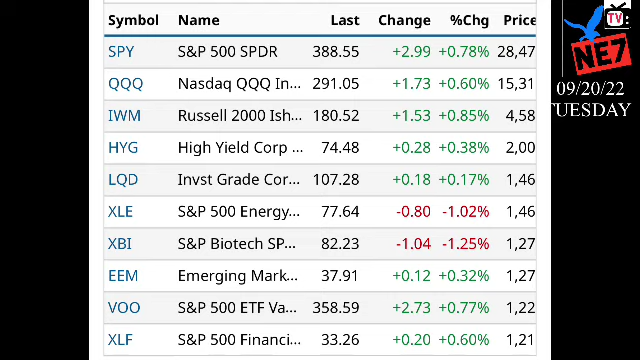 Symbol Name Last Change %Chg Price
SPY S&P 500 SPDR 388.55 +2.99 +0.78% 28,47
QQQ Nasdaq QQQ In... 291.05 +1.73 +0.60% 15,31
IWM Russell 2000 Ish... 180.52 +1.53 +0.85% 4,58
HYG High Yield Corp ... 74.48 +0.28 +0.38% 2,00
LQD Invst Grade Cor... 107.28 +0.18 +0.17% 1,46
XLE S&P 500 Energy... 77.64 -0.80 -1.02% 1,46
XBI S&P Biotech SP... 82.23 -1.04 -1.25% 1,27
EEM Emerging Mark... 37.91 +0.12 +0.32% 1,27
VOO S&P 500 ETF Va... 358.59 +2.73 +0.77% 1,22
XLF S&P 500 Financi... 33.26 +0.20 +0.60% 1,21
TV
NE7
09/20/22
TUESDAY